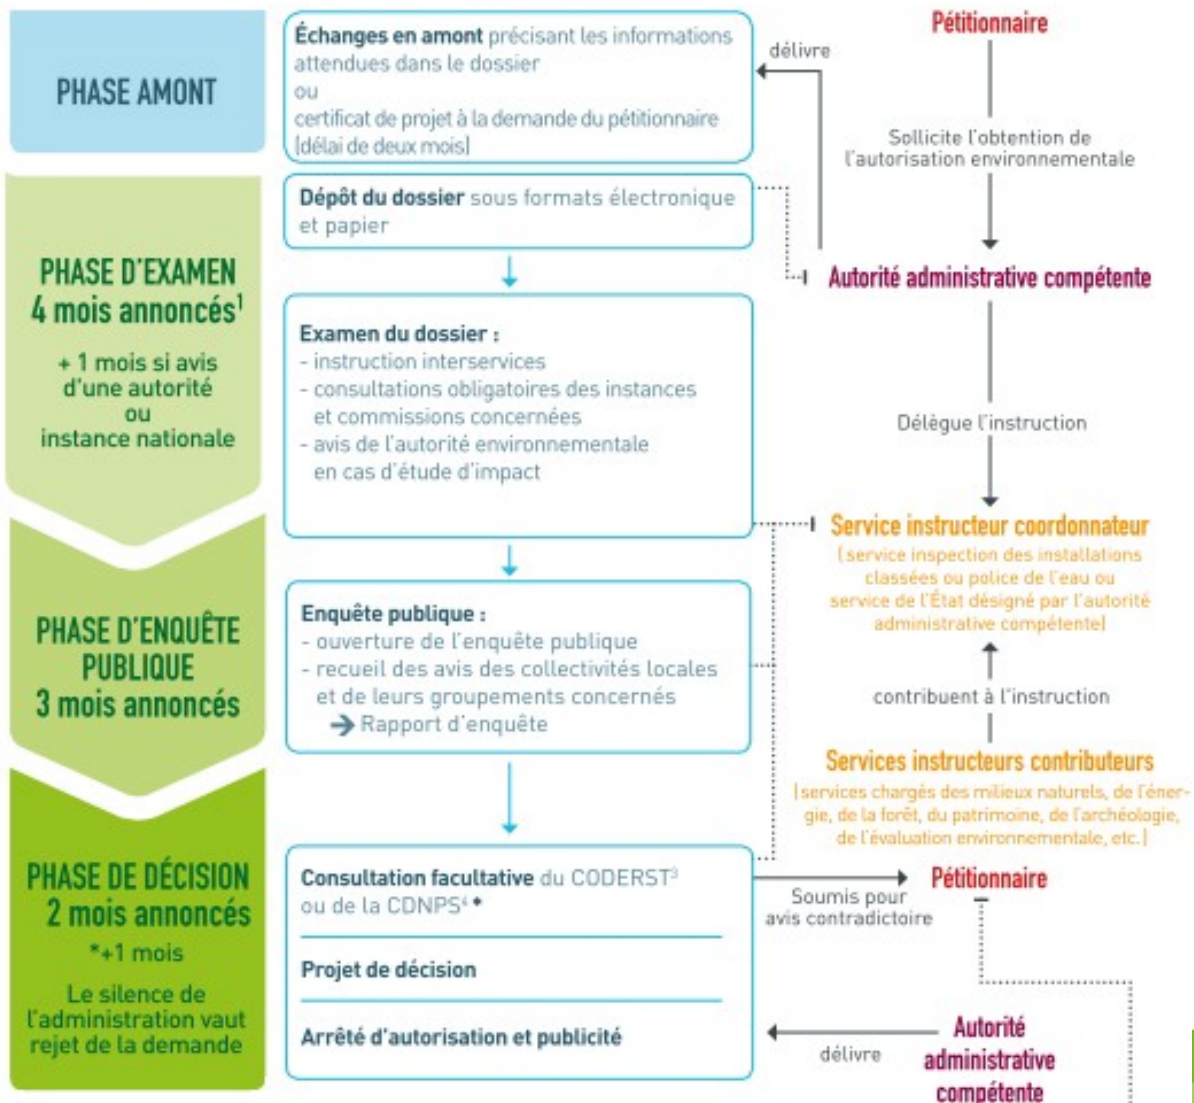 PHASE AMONT
Échanges en amont précisant les informations
attendues dans le dossier
ou
certificat de projet à la demande du pétitionnaire
(délai de deux mois)
délivre
Pétitionnaire
Sollicite l'obtention de
l'autorisation environnementale
Autorité administrative compétente
PHASE D'EXAMEN
4 mois annoncés¹
+ 1 mois si avis
d'une autorité
ou
instance nationale
Dépôt du dossier sous formats électronique
et papier
Examen du dossier :
- instruction interservices
- consultations obligatoires des instances
et commissions concernées
- avis de l'autorité environnementale
en cas d'étude d'impact
Délègue l'instruction
Service instructeur coordonnateur
(service inspection des installations
classées ou police de l'eau ou
service de l'État désigné par l'autorité
administrative compétente)
PHASE D'ENQUÊTE
PUBLIQUE
3 mois annoncés
Enquête publique :
- ouverture de l'enquête publique
- recueil des avis des collectivités locales
et de leurs groupements concernés
➔ Rapport d'enquête
contribuent à l'instruction
Services instructeurs contributeurs
(services chargés des milieux naturels, de l'éner-
gie, de la forêt, du patrimoine, de l'archéologie,
de l'évaluation environnementale, etc.)
PHASE DE DÉCISION
2 mois annoncés
*+1 mois
Le silence de
l'administration vaut
rejet de la demande
Consultation facultative du CODERST³
ou de la CDNPS⁴ *
Projet de décision
Arrêté d'autorisation et publicité
Soumis pour
avis contradictoire
Pétitionnaire
délivre
Autorité
administrative
compétente